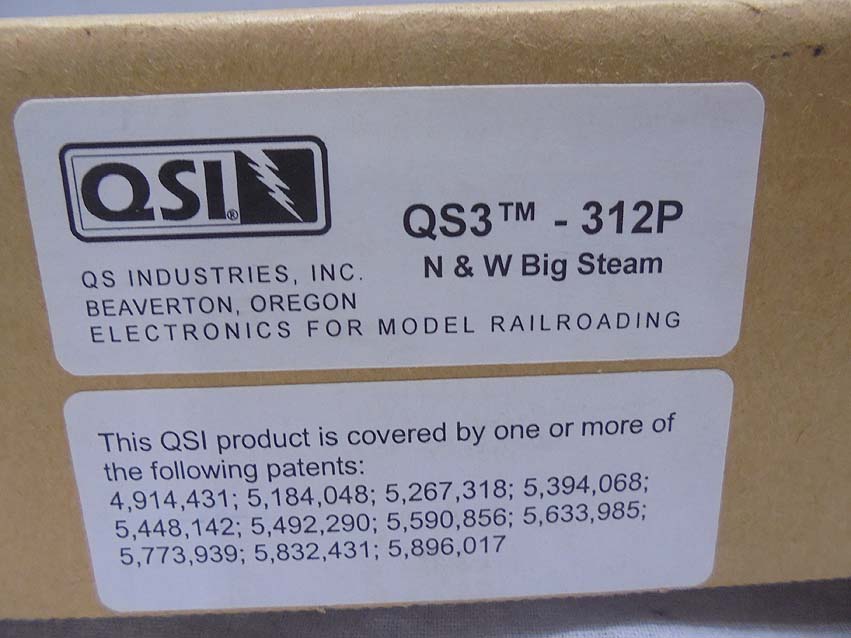 QSI®
QS3™ - 312P
N & W Big Steam
QS INDUSTRIES, INC.
BEAVERTON, OREGON
ELECTRONICS FOR MODEL RAILROADING
This QSI product is covered by one or more of
the following patents:
4,914,431; 5,184,048; 5,267,318; 5,394,068;
5,448,142; 5,492,290; 5,590,856; 5,633,985;
5,773,939; 5,832,431; 5,896,017